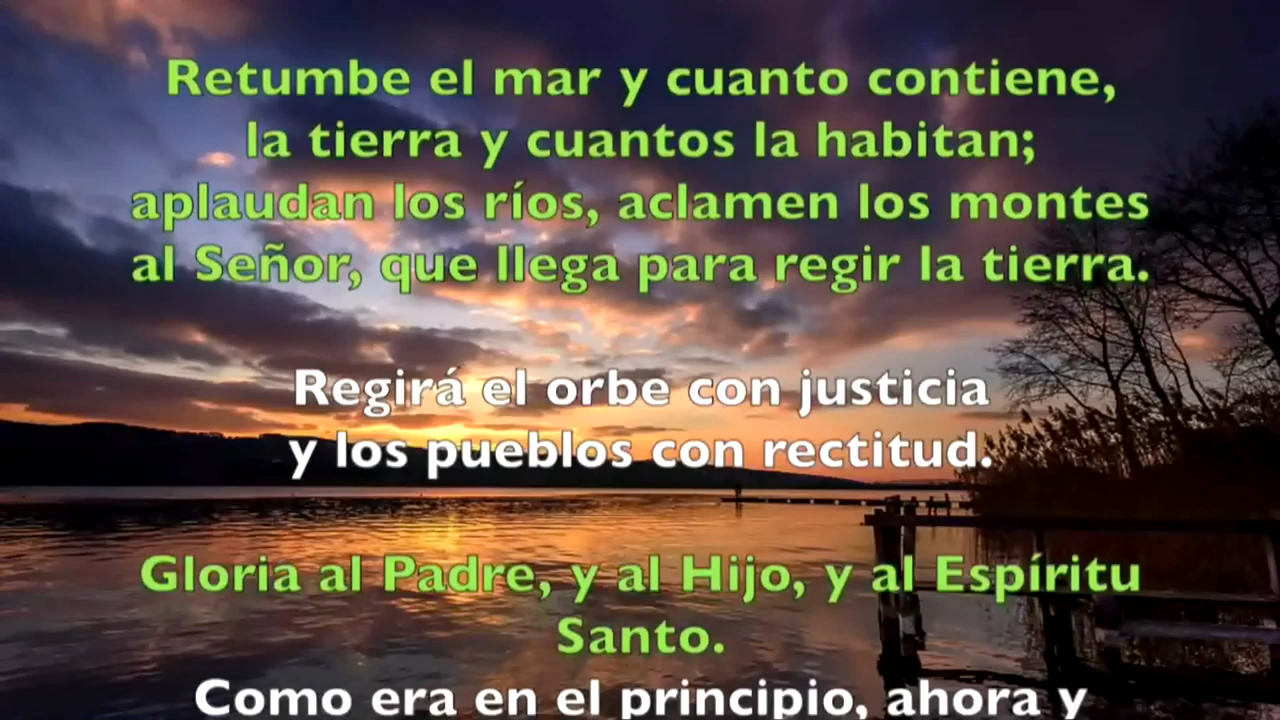 Retumbe el mar y cuanto contiene,
la tierra y cuantos la habitan;
aplaudan los ríos, aclamen los montes
al Señor, que llega para regir la tierra.
Regirá el orbe con justicia
y los pueblos con rectitud.
Gloria al Padre, y al Hijo, y al Espíritu
Santo.
Como era en el principio, ahora y